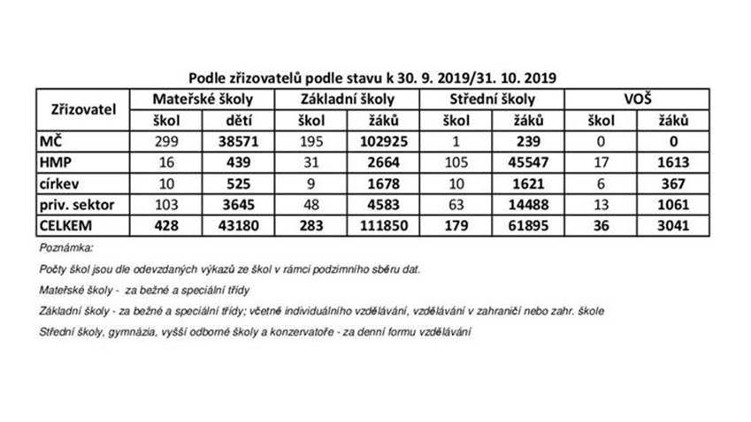 Podle zřizovatelů podle stavu k 30. 9. 2019/31. 10. 2019
Zřizovatel Mateřské školy Základní školy Střední školy VOŠ
škol dětí škol žáků škol žáků škol žáků
MČ 299 38571 195 102925 1 239 0 0
HMP 16 439 31 2664 105 45547 17 1613
církev 10 525 9 1678 10 1621 6 367
priv. sektor 103 3645 48 4583 63 14488 13 1061
CELKEM 428 43180 283 111850 179 61895 36 3041
Poznámka:
Počty škol jsou dle odevzdaných výkazů ze škol v rámci podzimního sběru dat.
Mateřské školy - za bežné a speciální třídy
Základní školy - za bežné a speciální třídy; včetně individuálního vzdělávání, vzdělávání v zahraničí nebo zahr. škole
Střední školy, gymnázia, vyšší odborné školy a konzervatoře - za denní formu vzdělávání